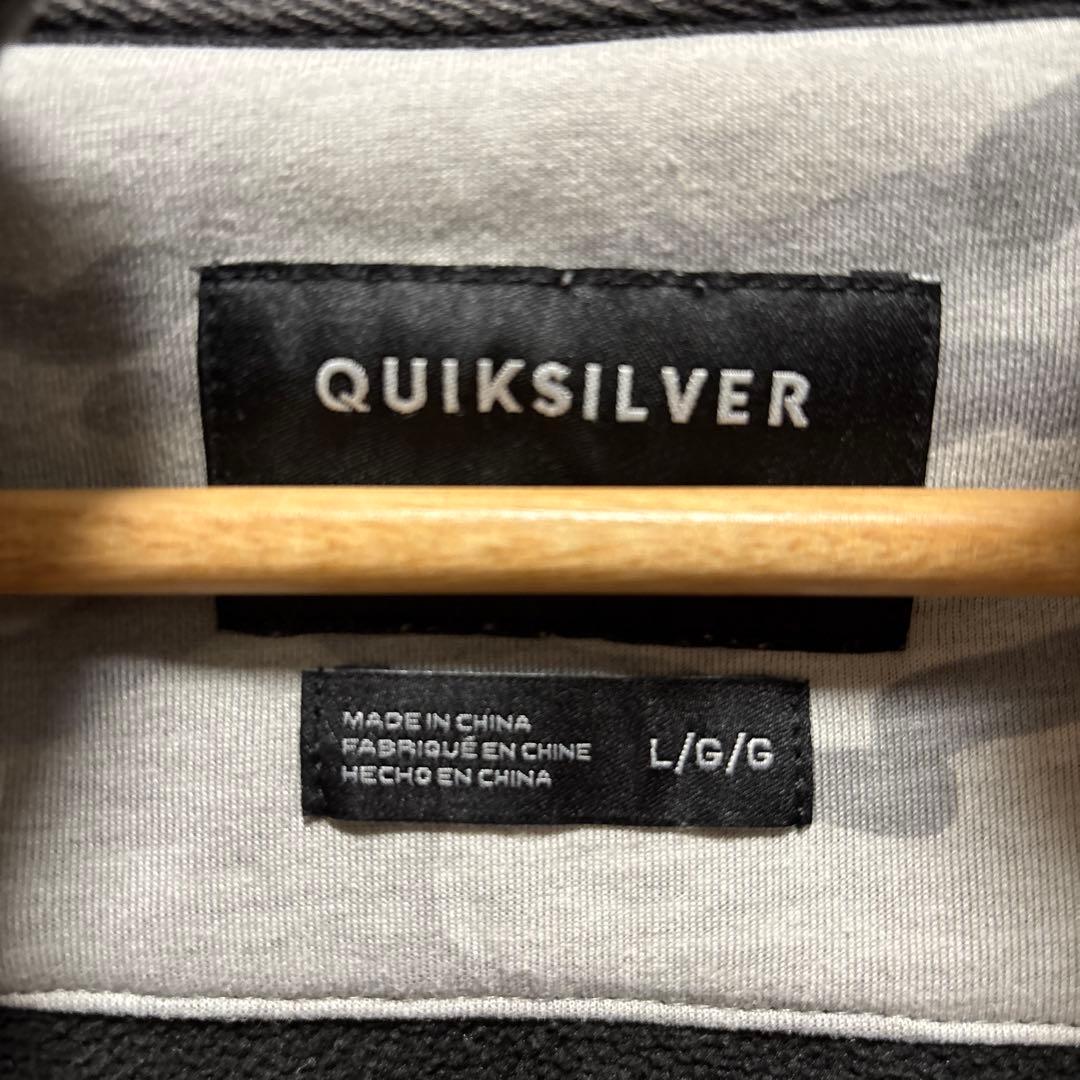 QUIKSILVER
MADE IN CHINA
FABRIQUÉ EN CHINE
HECHO EN CHINA
L/G/G